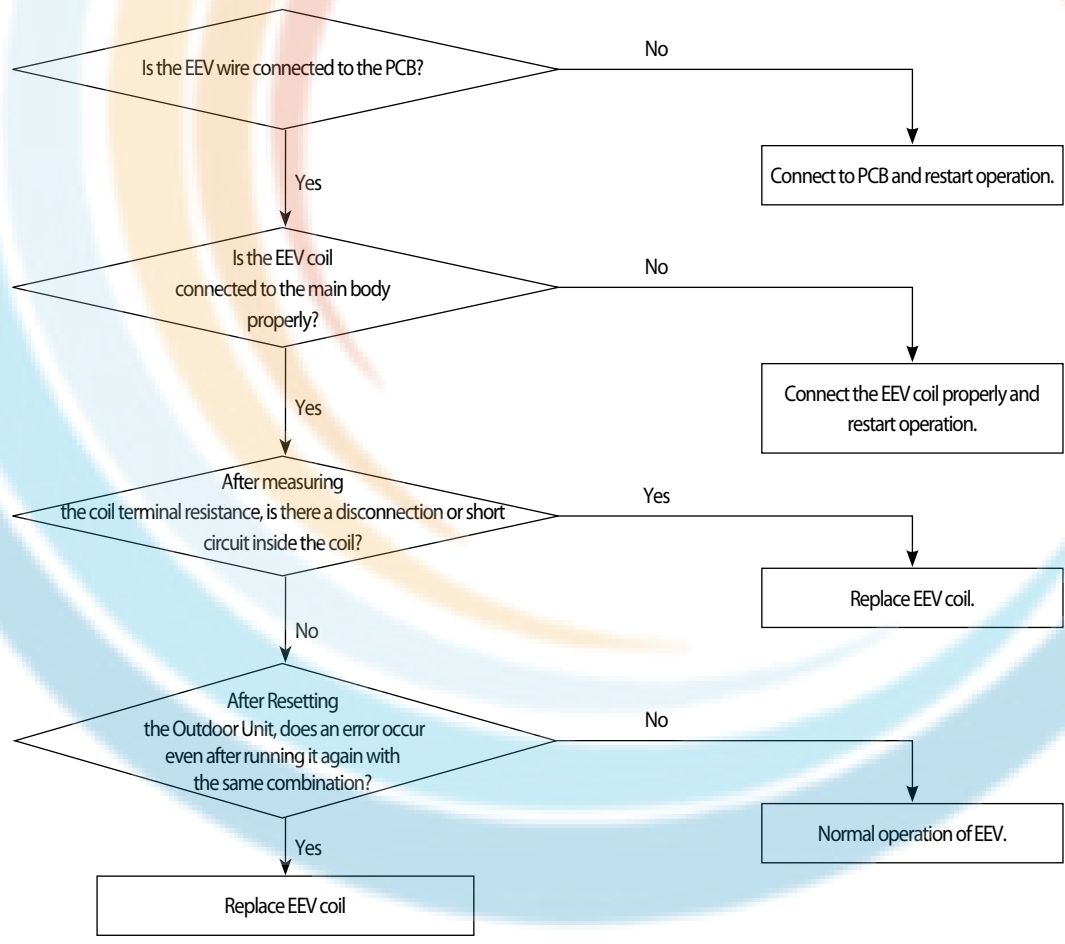 Is the EEV wire connected to the PCB?
No
Connect to PCB and restart operation.
Yes
Is the EEV coil
connected to the main body
properly?
No
Connect the EEV coil properly and
restart operation.
Yes
After measuring
the coil terminal resistance, is there a disconnection or short
circuit inside the coil?
Yes
Replace EEV coil.
No
After Resetting
the Outdoor Unit, does an error occur
even after running it again with
the same combination?
No
Normal operation of EEV.
Yes
Replace EEV coil